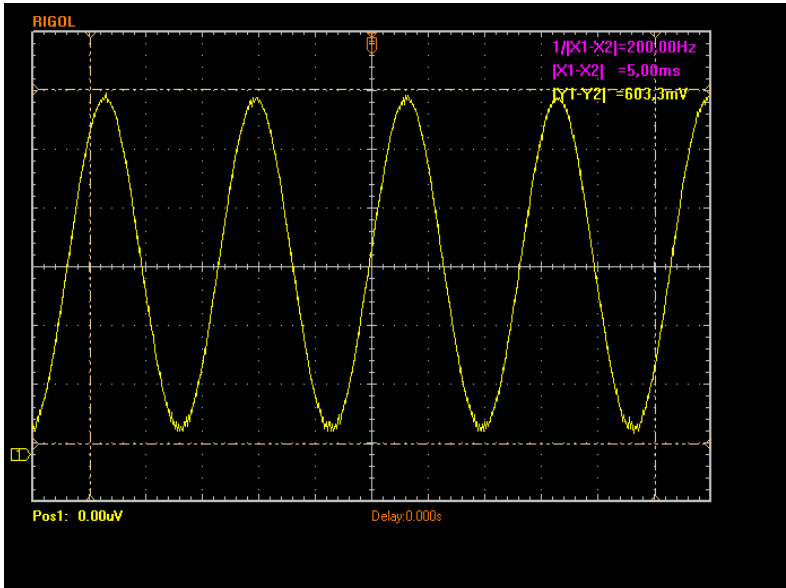 RIGOL
1/|X1-X2|=200,00Hz
|X1-X2| =5,00ms
|Y1-Y2| =603,3mV
1
Pos1: 0.00uV Delay:0.000s